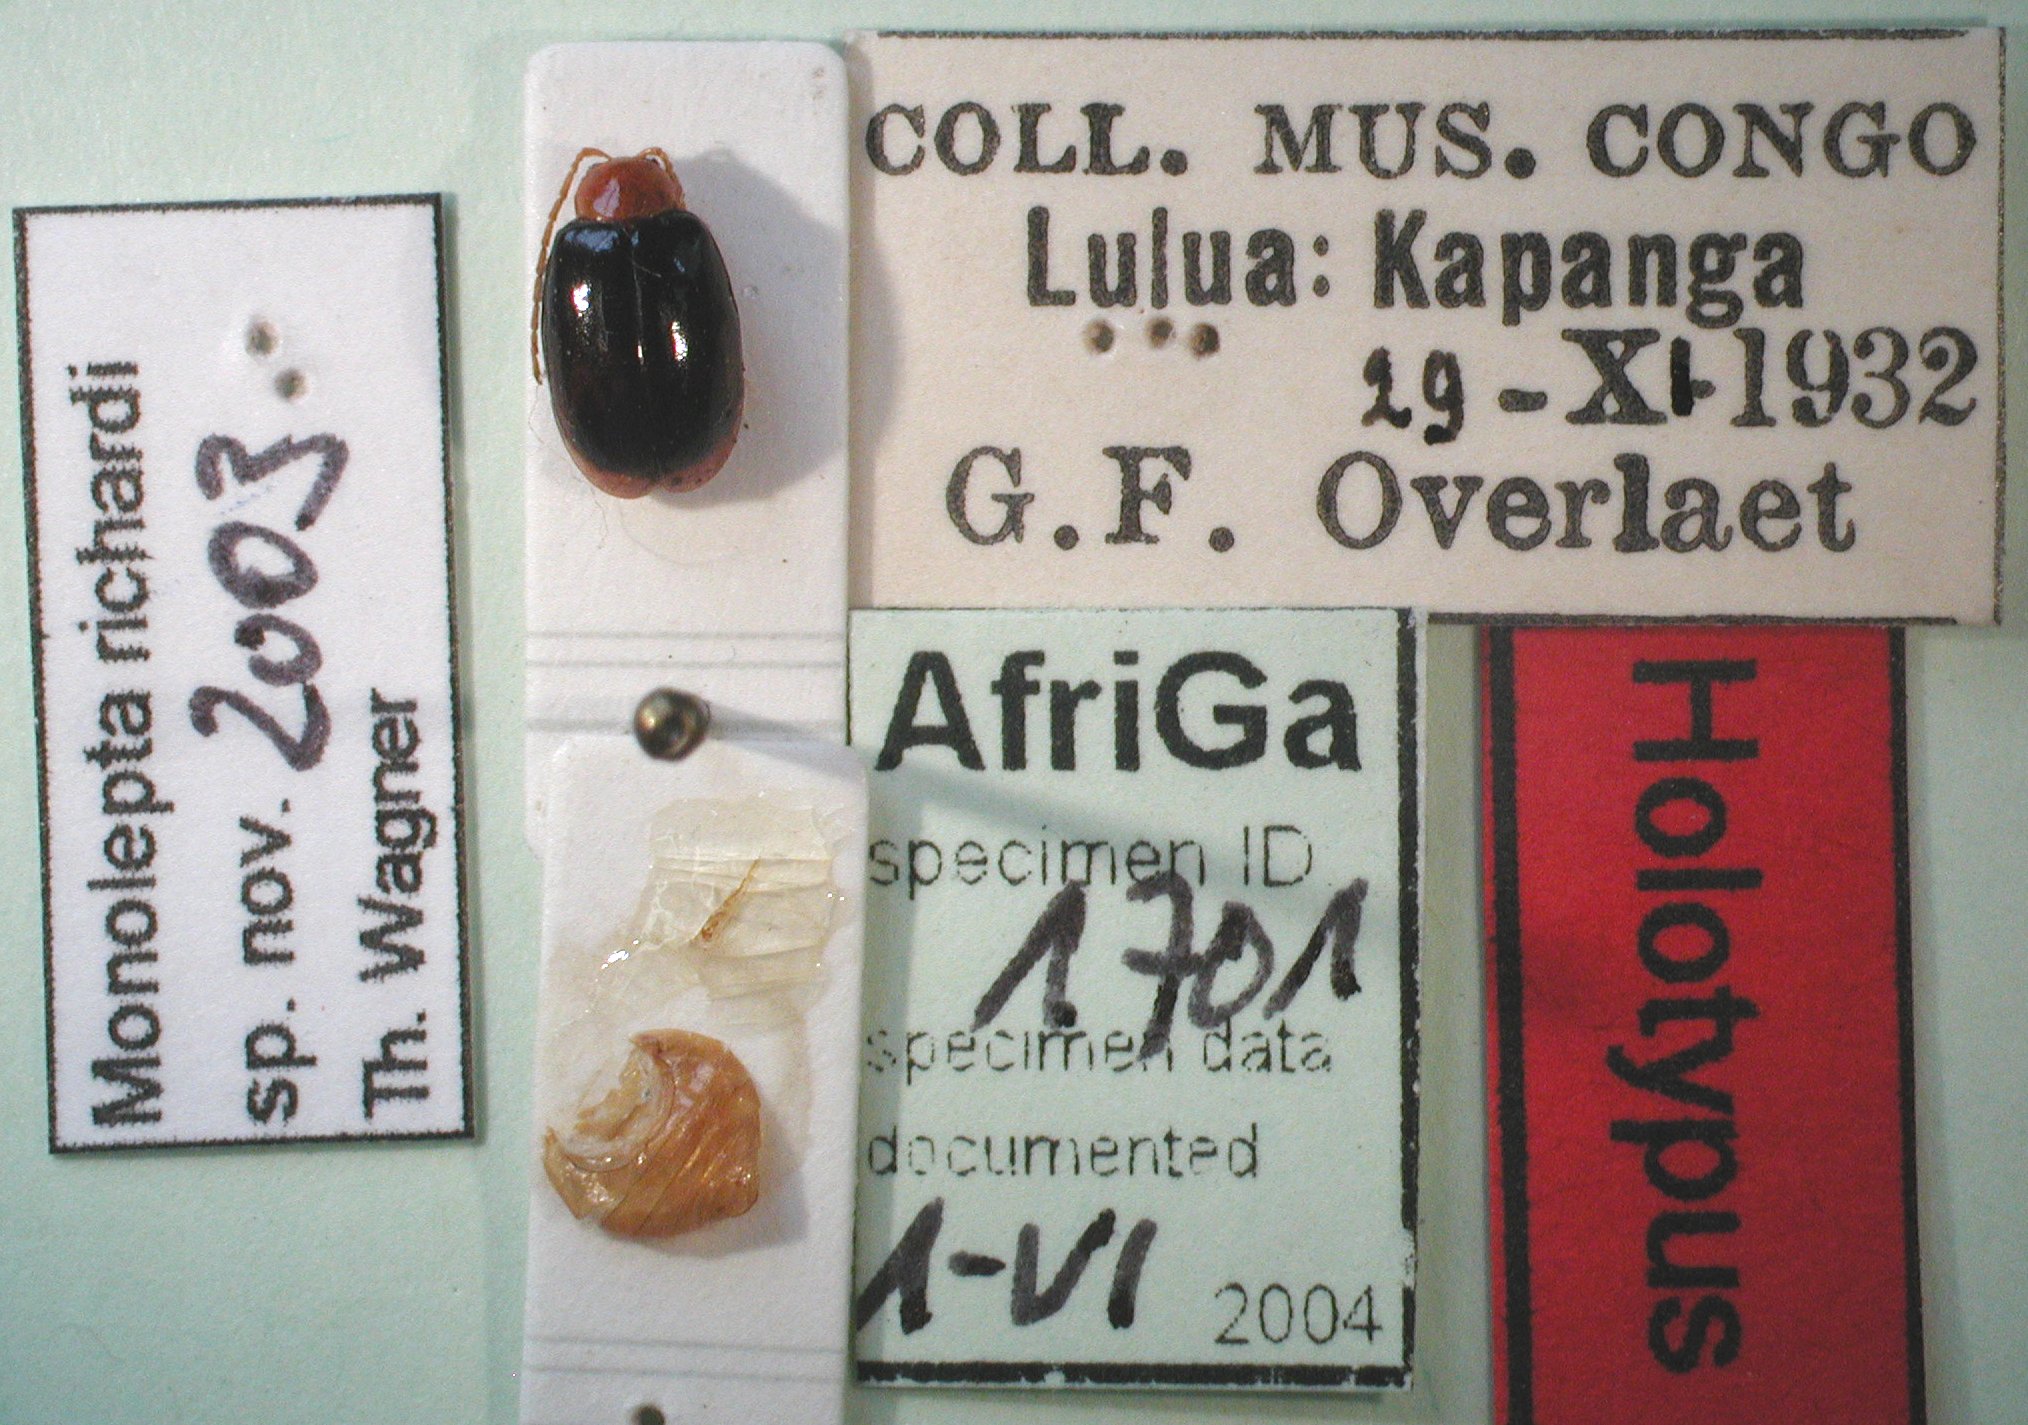 Monolepta richardi
sp. nov. 2003
Th. Wagner
COLL. MUS. CONGO
Lulua: Kapanga
29-XI-1932
G.F. Overlaet
AfriGa
specimen ID
1701
specimen data
documented
1-VI 2004
Holotypus